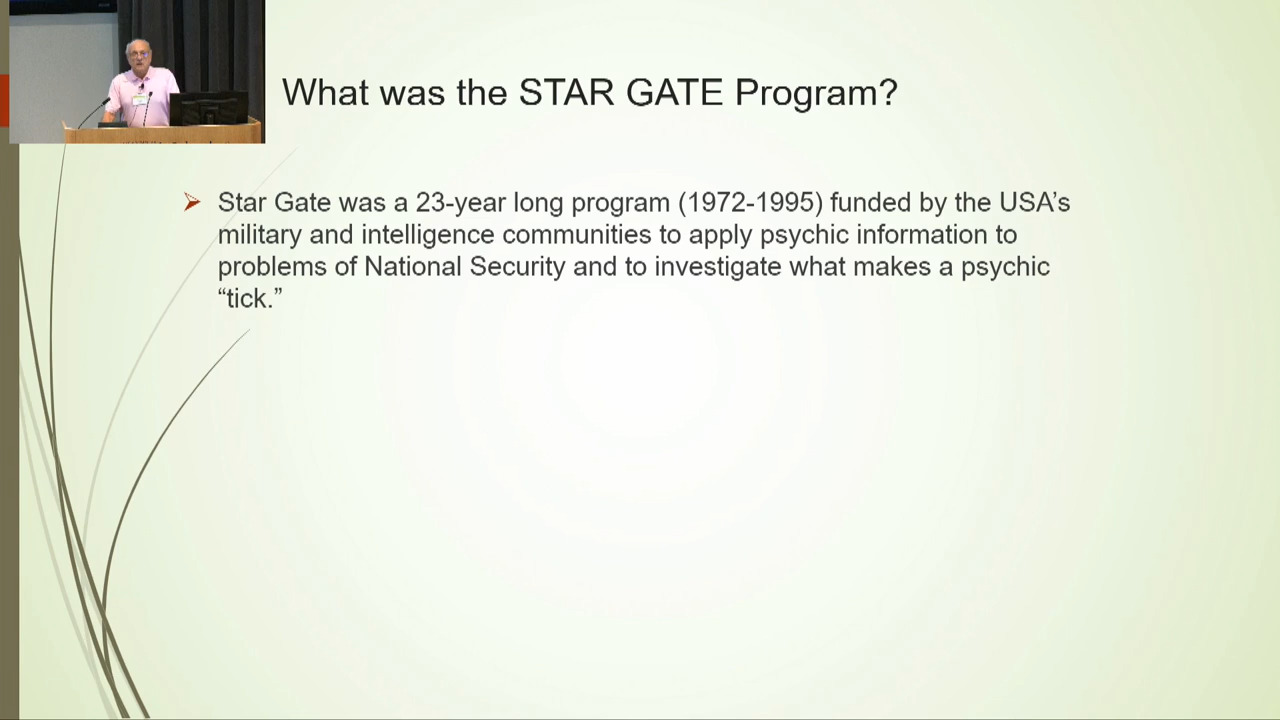 What was the STAR GATE Program?
Star Gate was a 23-year long program (1972-1995) funded by the USA’s
military and intelligence communities to apply psychic information to
problems of National Security and to investigate what makes a psychic
“tick.”